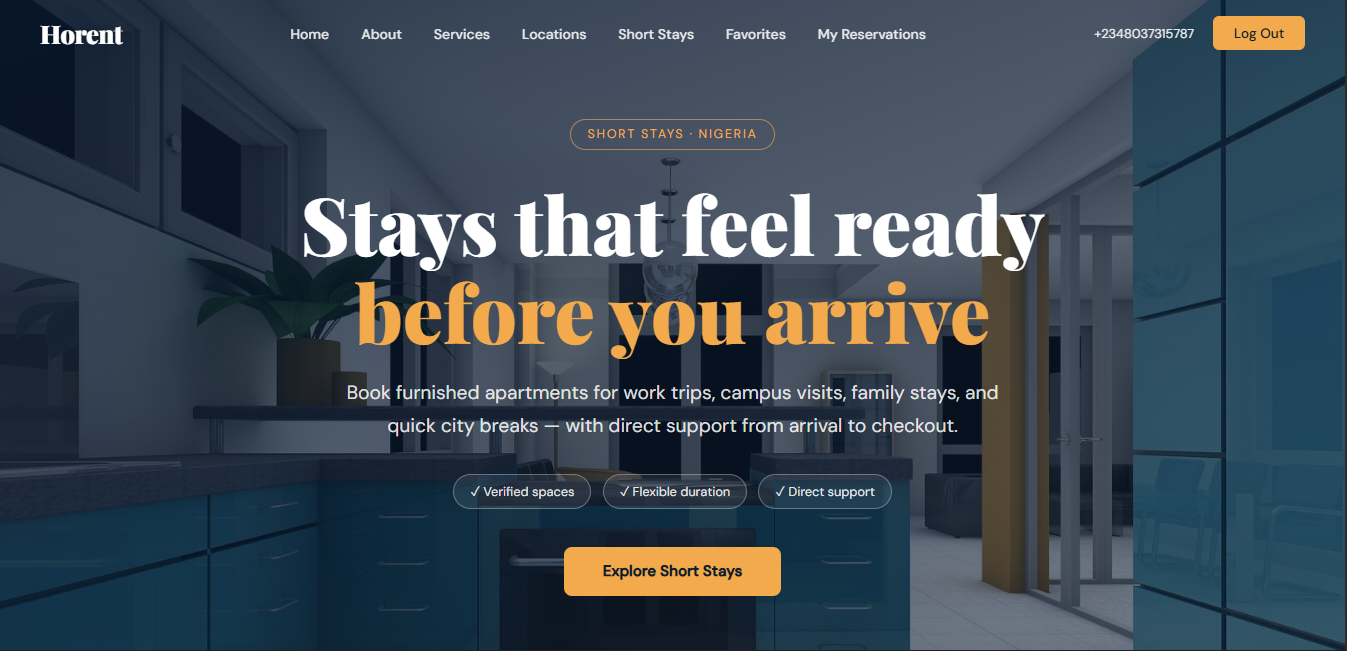 Horent
Home About Services Locations Short Stays Favorites My Reservations
+2348037315787
Log Out
SHORT STAYS · NIGERIA
Stays that feel ready
before you arrive
Book furnished apartments for work trips, campus visits, family stays, and
quick city breaks — with direct support from arrival to checkout.
✓ Verified spaces ✓ Flexible duration ✓ Direct support
Explore Short Stays